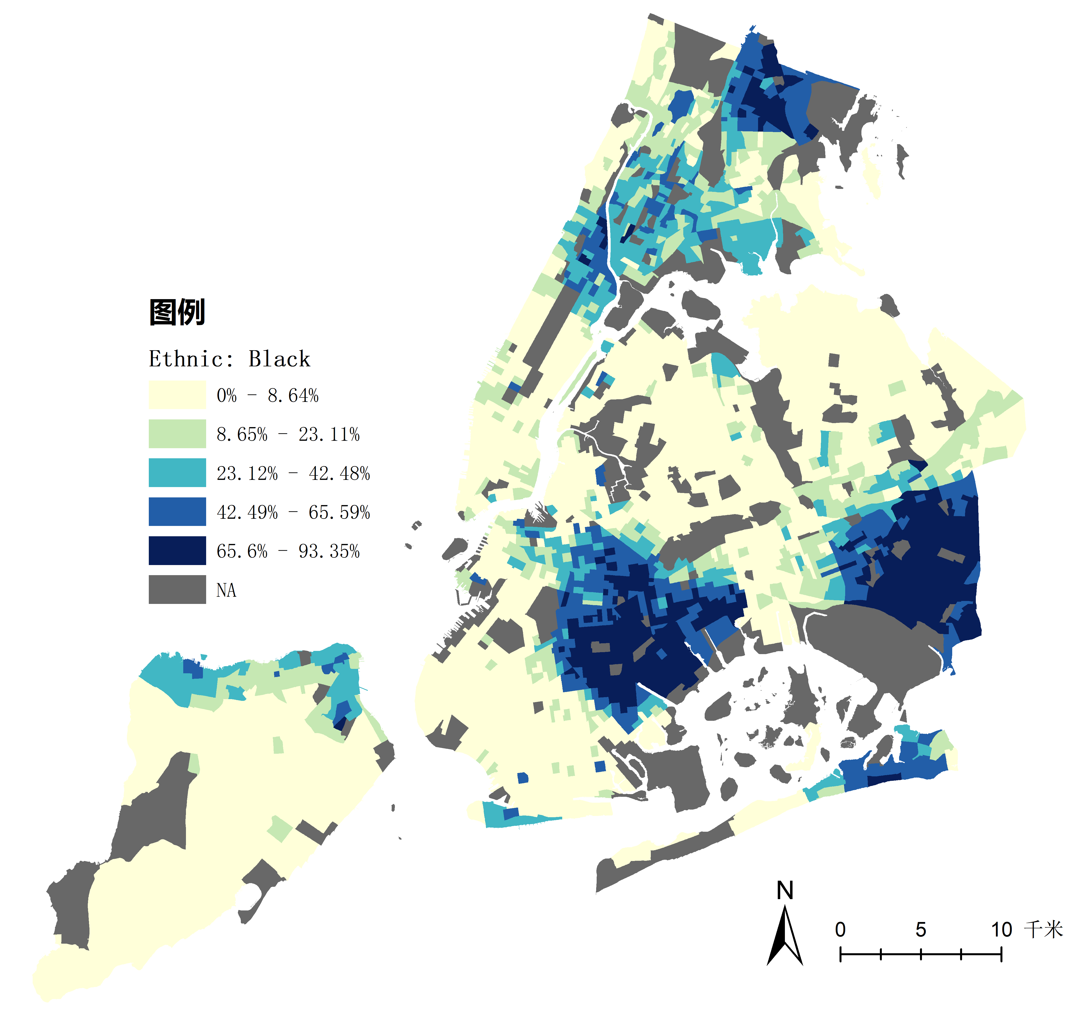 图例
Ethnic: Black
0% - 8.64%
8.65% - 23.11%
23.12% - 42.48%
42.49% - 65.59%
65.6% - 93.35%
NA
N
0 5 10 千米